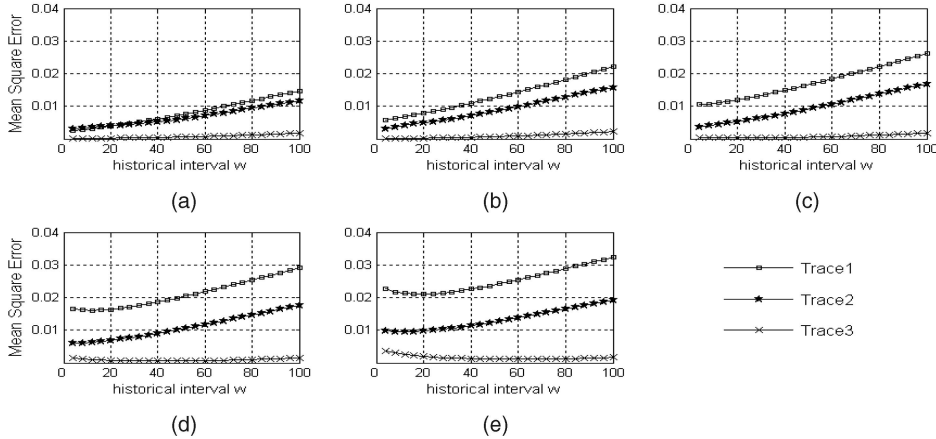 0.04 0.04 0.04
0.03 0.03 0.03
0.02 0.02 0.02
0.01 0.01 0.01
Mean Square Error
0 20 40 60 80 100 0 20 40 60 80 100 0 20 40 60 80 100
historical interval w historical interval w historical interval w
(a) (b) (c)
0.04 0.04
0.03 0.03
0.02 0.02
0.01 0.01
Mean Square Error
0 20 40 60 80 100 0 20 40 60 80 100
historical interval w historical interval w
(d) (e)
Trace1
Trace2
Trace3